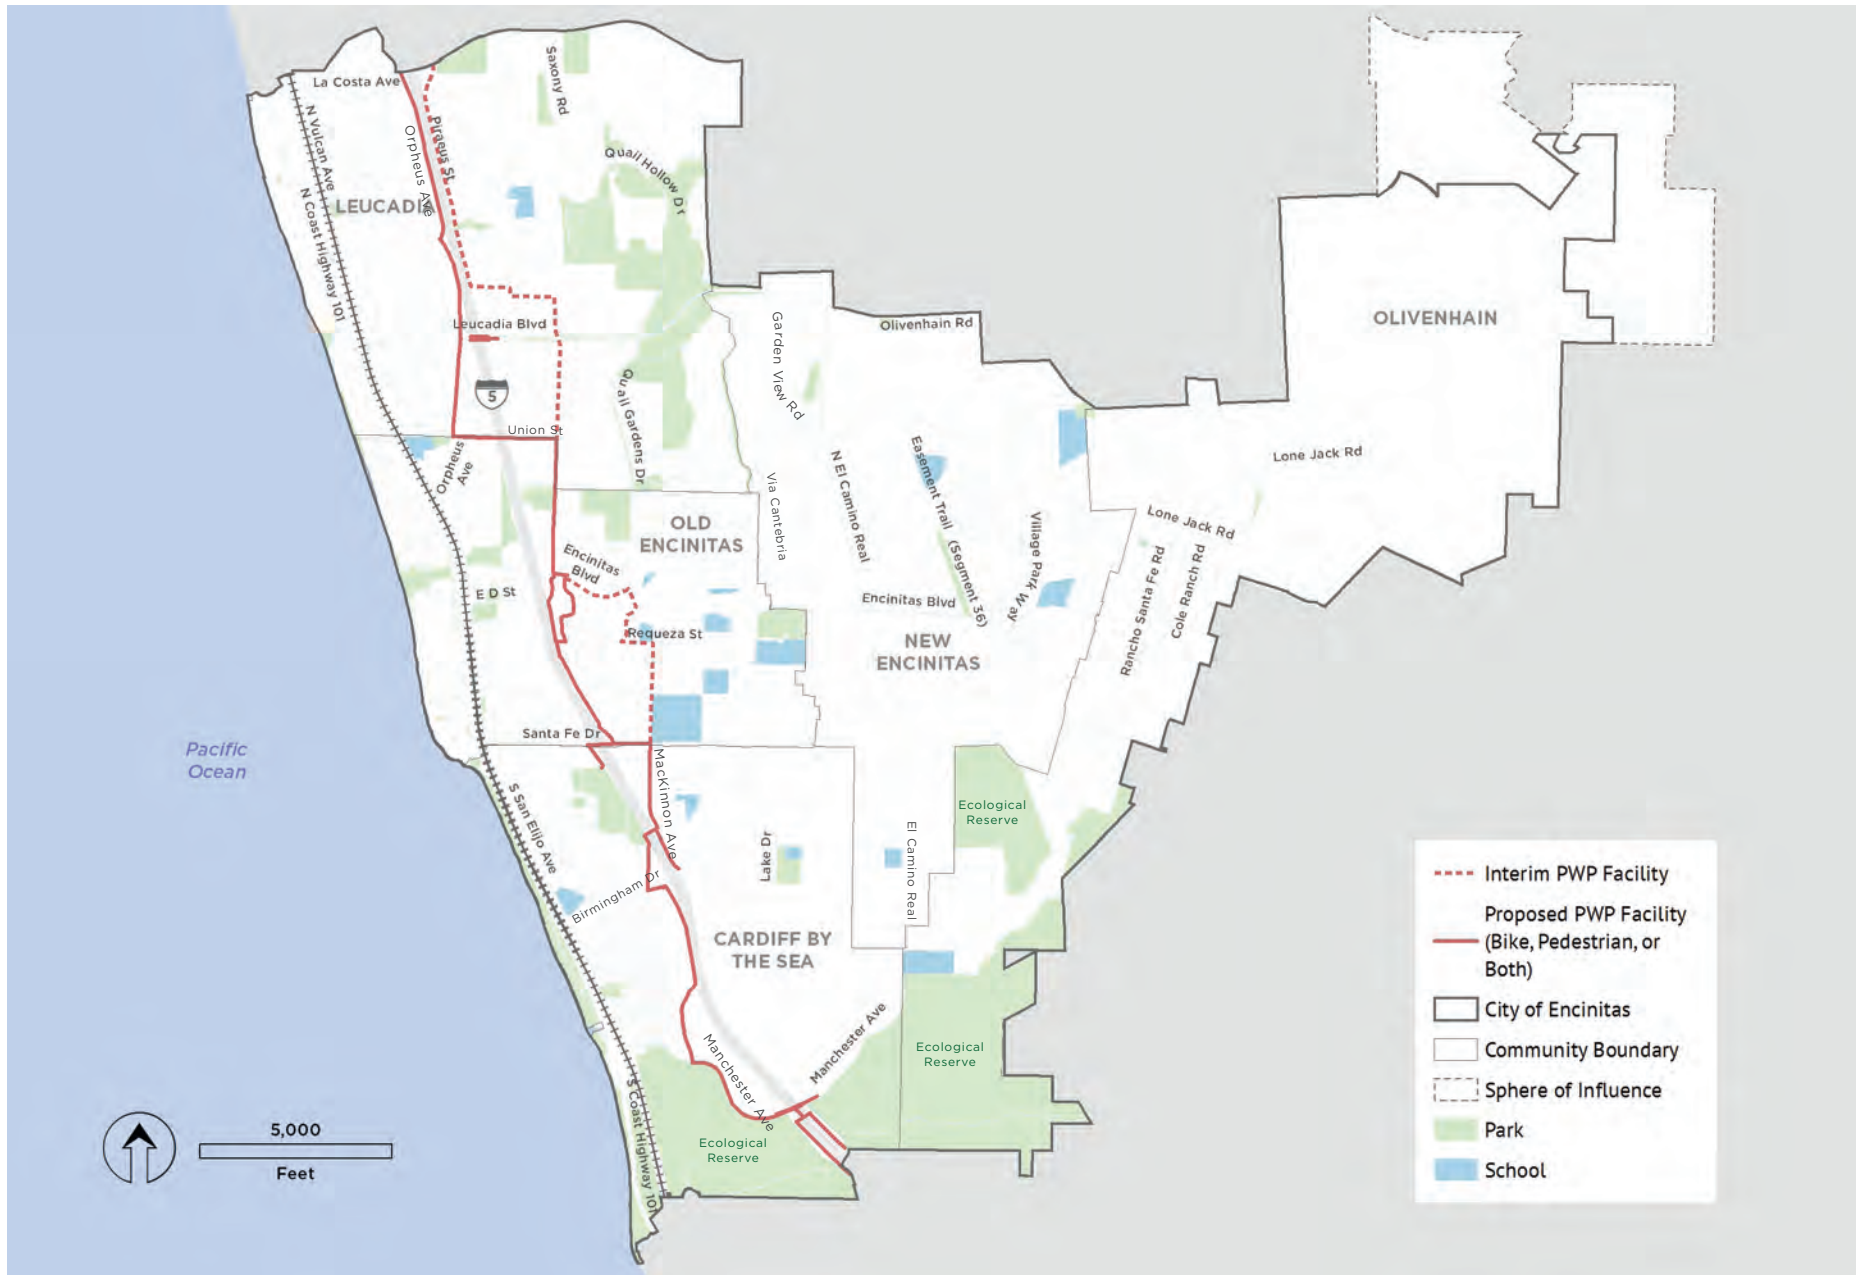 La Costa Ave
Saxony Rd
N Vulcan Ave
Orpheus Ave
Piraeus St
Quail Hollow Dr
LEUCADIA
N Coast Highway 101
Leucadia Blvd
5
Garden View Rd
Olivenhain Rd
OLIVENHAIN
Quail Gardens Dr
Union St
Orpheus
Ave
Via Cantebria
N El Camino Real
Easement Trail (Segment 36)
Lone Jack Rd
Lone Jack Rd
OLD
ENCINITAS
Village Park Way
Rancho Santa Fe Rd
Cole Ranch Rd
Encinitas
Blvd
E D St
Encinitas Blvd
Requeza St
NEW
ENCINITAS
Santa Fe Dr
Pacific
Ocean
MacKinnon Ave
S San Elijo Ave
Lake Dr
El Camino Real
Ecological
Reserve
Birmingham Dr
CARDIFF BY
THE SEA
Manchester Ave
Manchester Ave
Ecological
Reserve
Ecological
Reserve
S Coast Highway 101
5,000
Feet
Interim PWP Facility
Proposed PWP Facility
(Bike, Pedestrian, or
Both)
City of Encinitas
Community Boundary
Sphere of Influence
Park
School